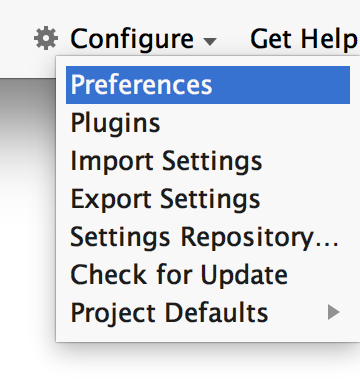 Configure Get Help
Preferences
Plugins
Import Settings
Export Settings
Settings Repository...
Check for Update
Project Defaults